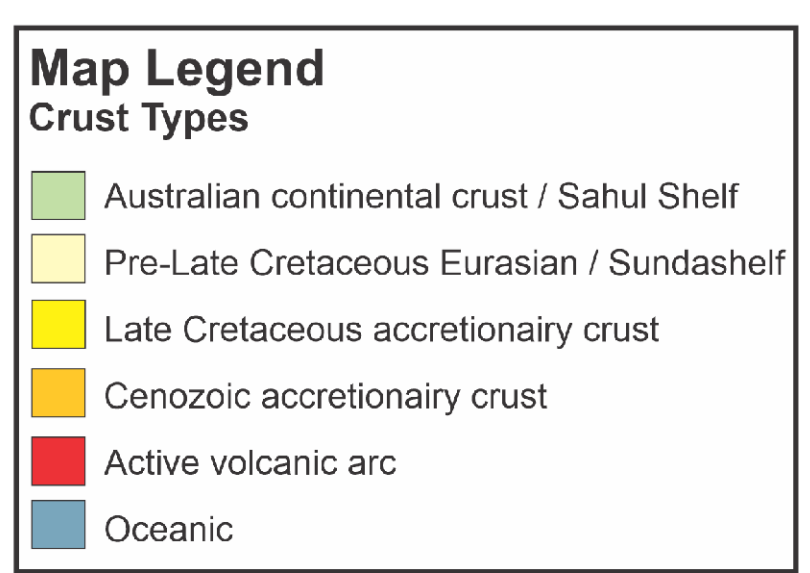 Map Legend
Crust Types
Australian continental crust / Sahul Shelf
Pre-Late Cretaceous Eurasian / Sundashelf
Late Cretaceous accretionairy crust
Cenozoic accretionairy crust
Active volcanic arc
Oceanic